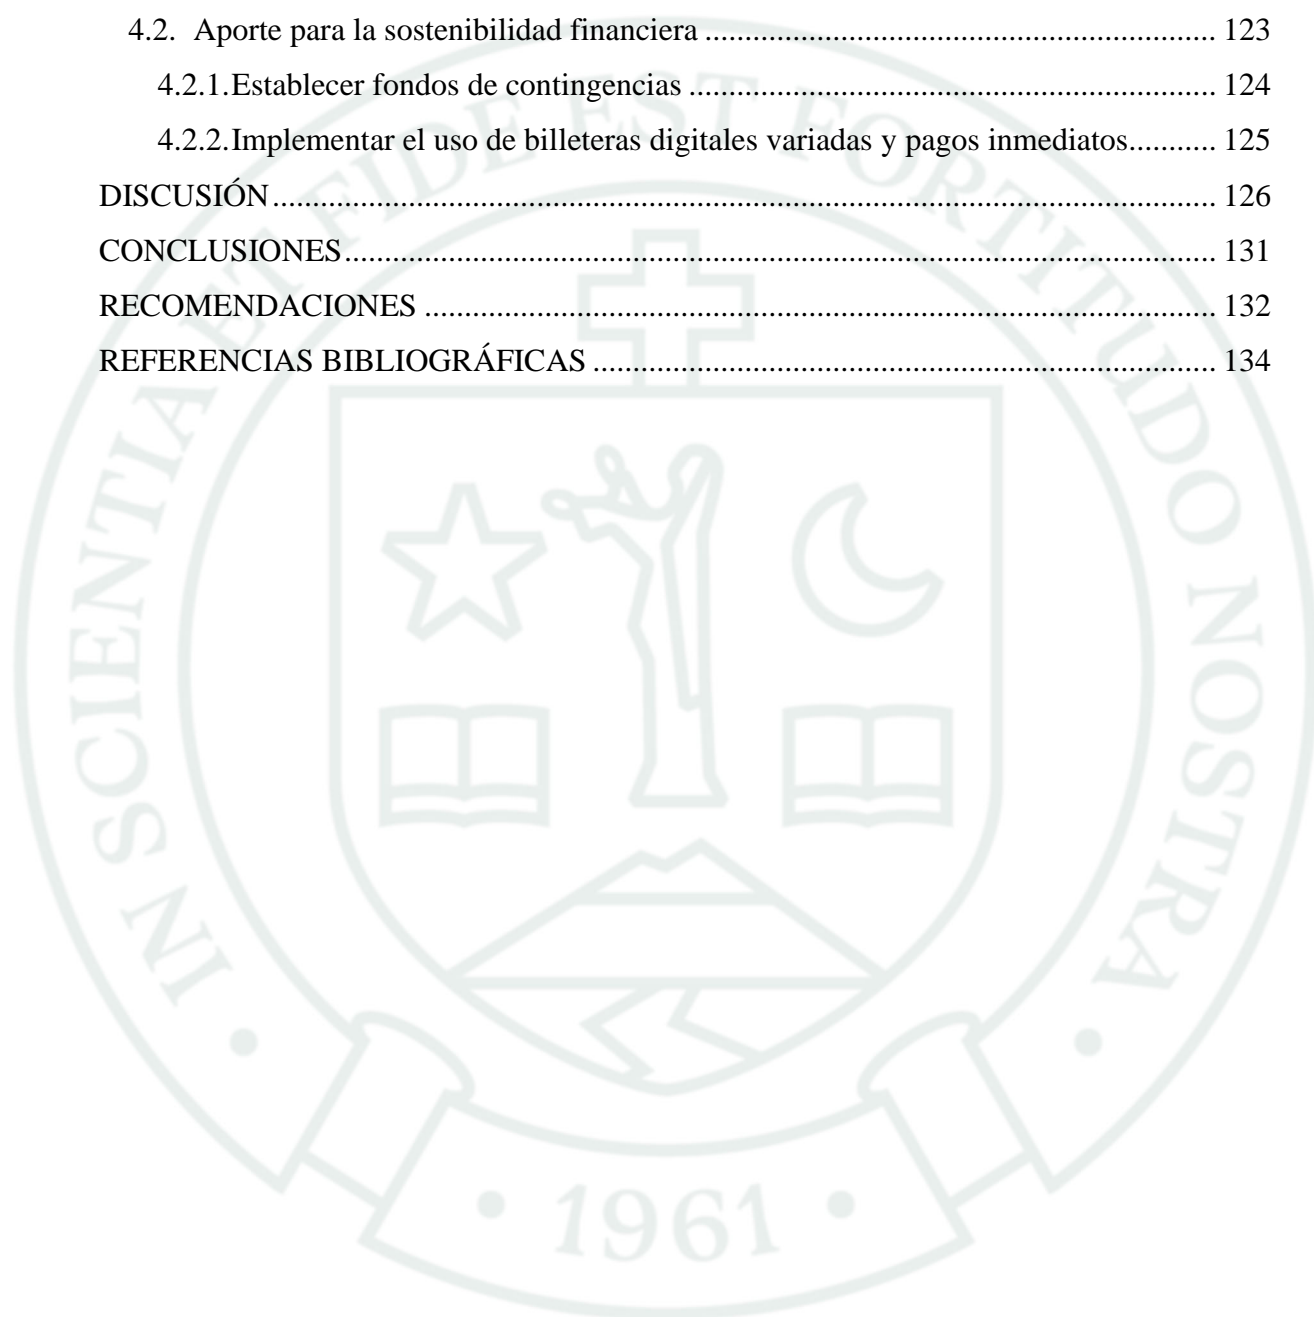 4.2. Aporte para la sostenibilidad financiera ................................................................ 123
4.2.1.Establecer fondos de contingencias .................................................................. 124
4.2.2.Implementar el uso de billeteras digitales variadas y pagos inmediatos........... 125
DISCUSIÓN...................................................................................................................... 126
CONCLUSIONES............................................................................................................. 131
RECOMENDACIONES ................................................................................................... 132
REFERENCIAS BIBLIOGRÁFICAS .............................................................................. 134
IN SCIENTIA ET FIDE EST FORTITUDO NOSTRA
• 1961 •